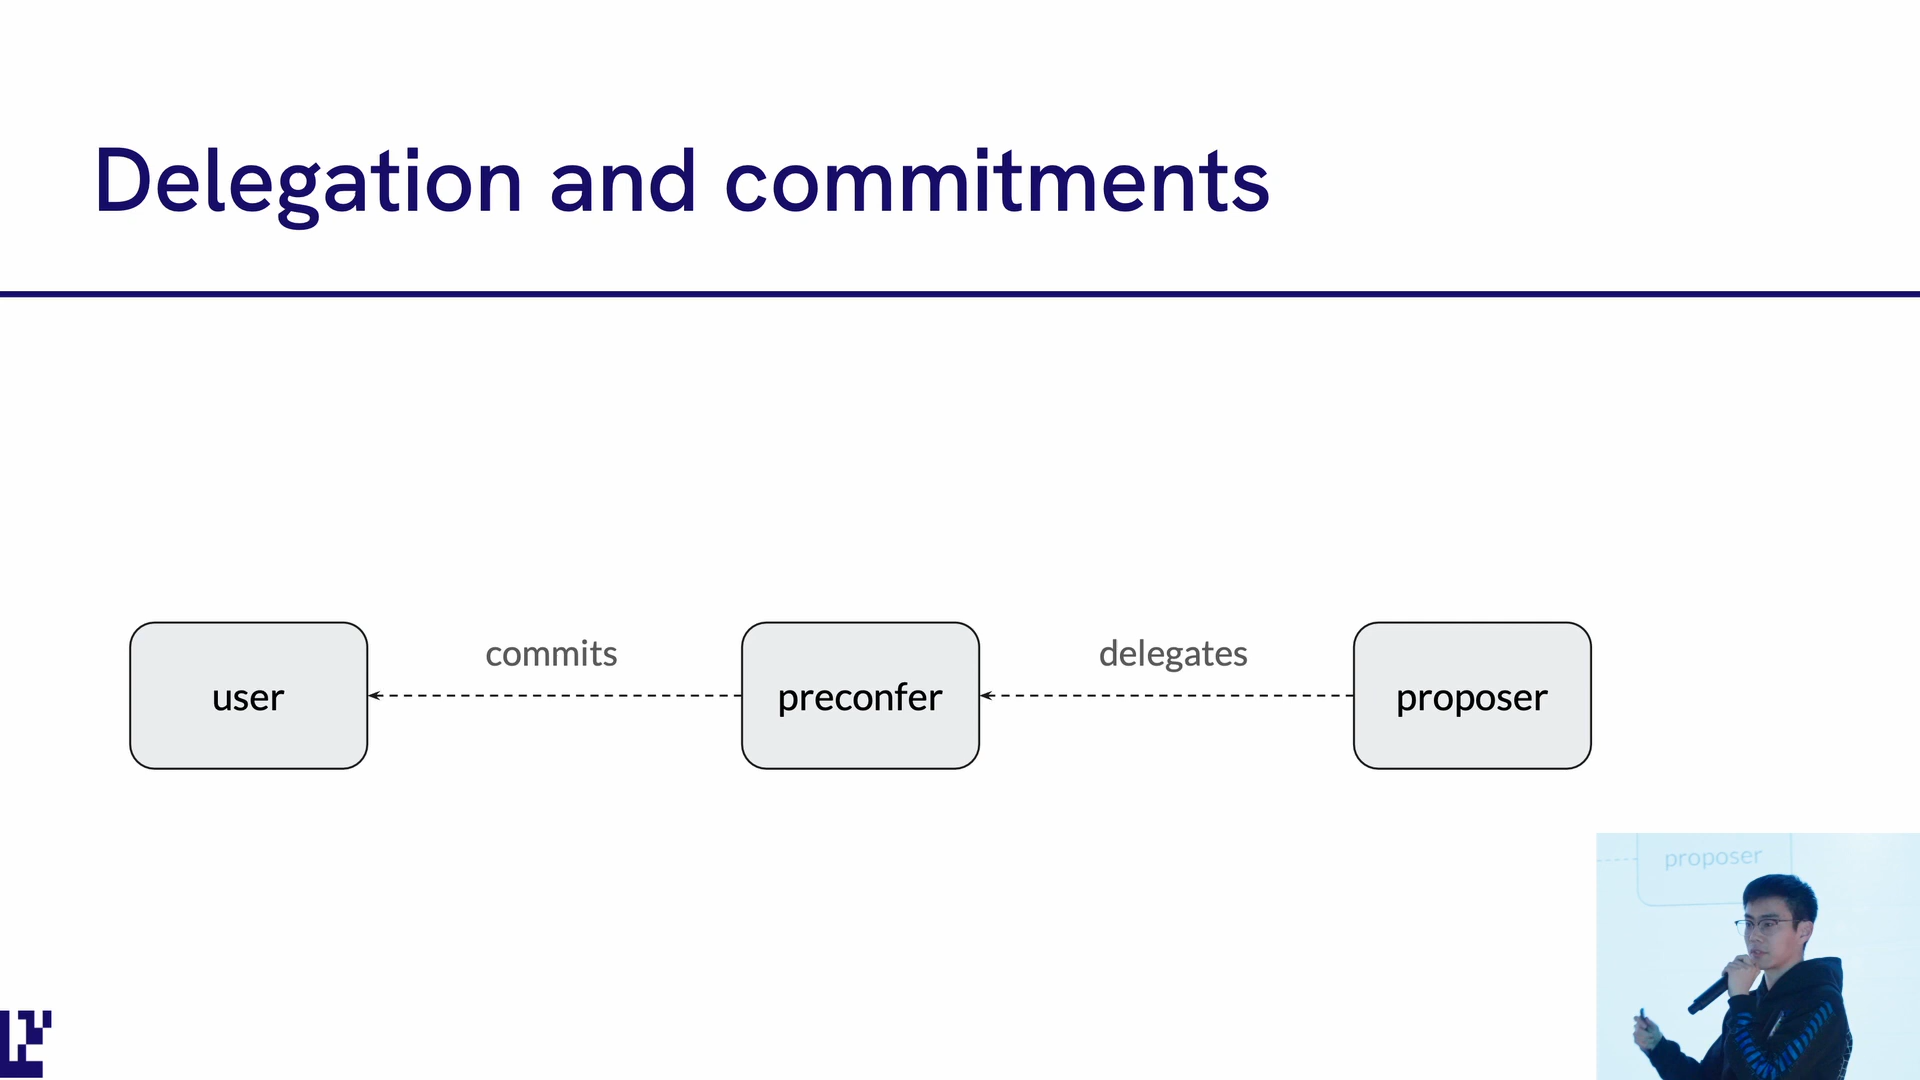 Delegation and commitments
user
commits
preconfer
delegates
proposer
proposer